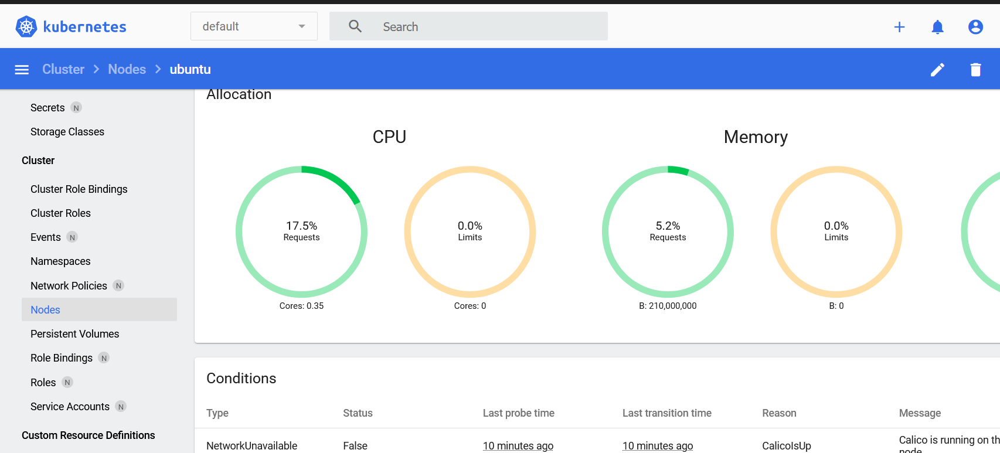 kubernetes
default
Search
Cluster > Nodes > ubuntu
Secrets N
Storage Classes
Cluster
Cluster Role Bindings
Cluster Roles
Events N
Namespaces
Network Policies N
Nodes
Persistent Volumes
Role Bindings N
Roles N
Service Accounts N
Custom Resource Definitions
Allocation
CPU
Memory
17.5%
Requests
Cores: 0.35
0.0%
Limits
Cores: 0
5.2%
Requests
B: 210,000,000
0.0%
Limits
B: 0
Conditions
Type Status Last probe time Last transition time Reason Message
NetworkUnavailable False 10 minutes ago 10 minutes ago CalicoIsUp Calico is running on th
node